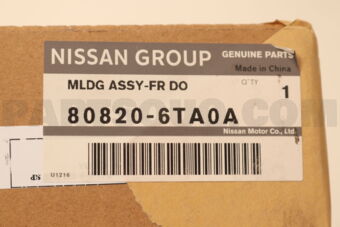 NISSAN GROUP GENUINE PARTS
Made in China
MLDG ASSY-FR DO Q'TY
80820-6TA0A 1
Nissan Motor Co., Ltd.
U1216